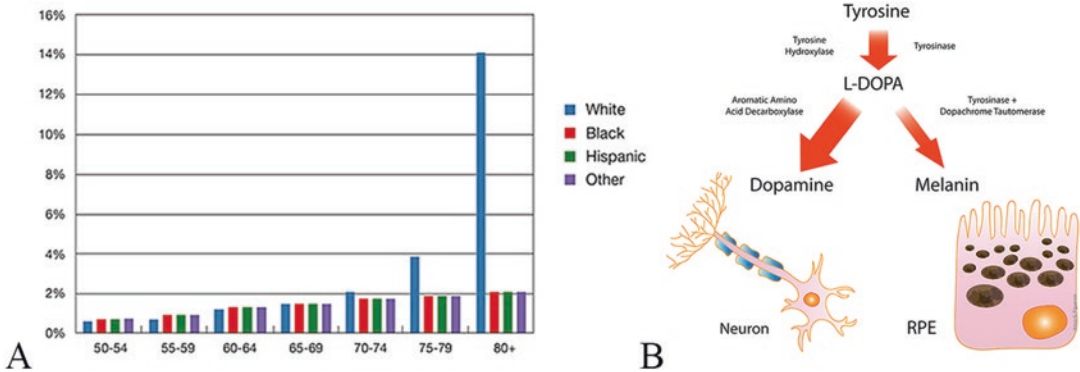 16%
14%
12%
10%
8%
6%
4%
2%
0%
50-54 55-59 60-64 65-69 70-74 75-79 80+
White
Black
Hispanic
Other
A
Tyrosine
Tyrosine
Hydroxylase
Tyrosinase
L-DOPA
Aromatic Amino
Acid Decarboxylase
Tyrosinase +
Dopachrome Tautomerase
Dopamine
Melanin
Neuron
RPE
B